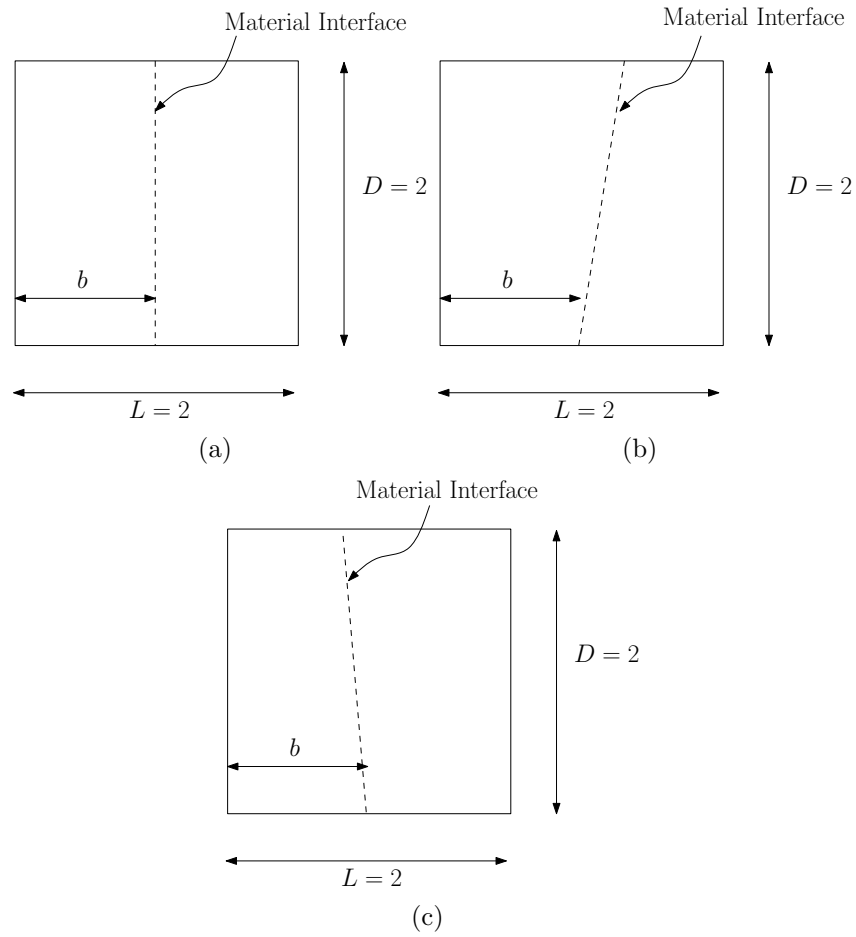 Material Interface
D = 2
b
L = 2
(a)
Material Interface
D = 2
b
L = 2
(b)
Material Interface
D = 2
b
L = 2
(c)